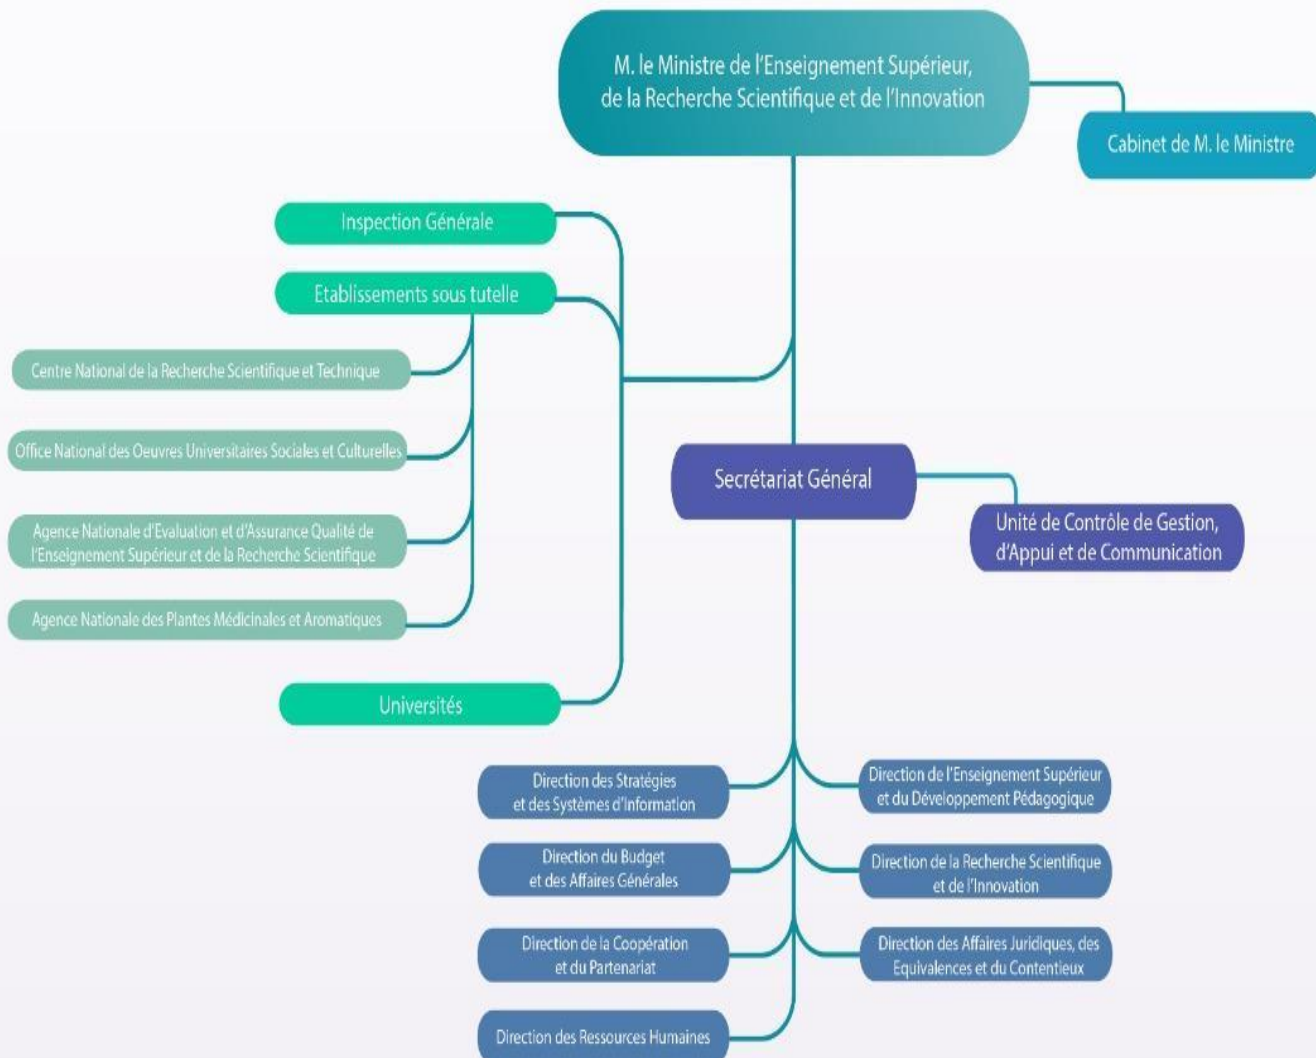 M. le Ministre de l'Enseignement Supérieur,
de la Recherche Scientifique et de l'Innovation
Cabinet de M. le Ministre
Inspection Générale
Etablissements sous tutelle
Centre National de la Recherche Scientifique et Technique
Office National des Oeuvres Universitaires Sociales et Culturelles
Agence Nationale d'Evaluation et d'Assurance Qualité de
l'Enseignement Supérieur et de la Recherche Scientifique
Agence Nationale des Plantes Médicinales et Aromatiques
Universités
Secrétariat Général
Unité de Contrôle de Gestion,
d'Appui et de Communication
Direction des Stratégies
et des Systèmes d'Information
Direction de l'Enseignement Supérieur
et du Développement Pédagogique
Direction du Budget
et des Affaires Générales
Direction de la Recherche Scientifique
et de l'Innovation
Direction de la Coopération
et du Partenariat
Direction des Affaires Juridiques, des
Equivalences et du Contentieux
Direction des Ressources Humaines